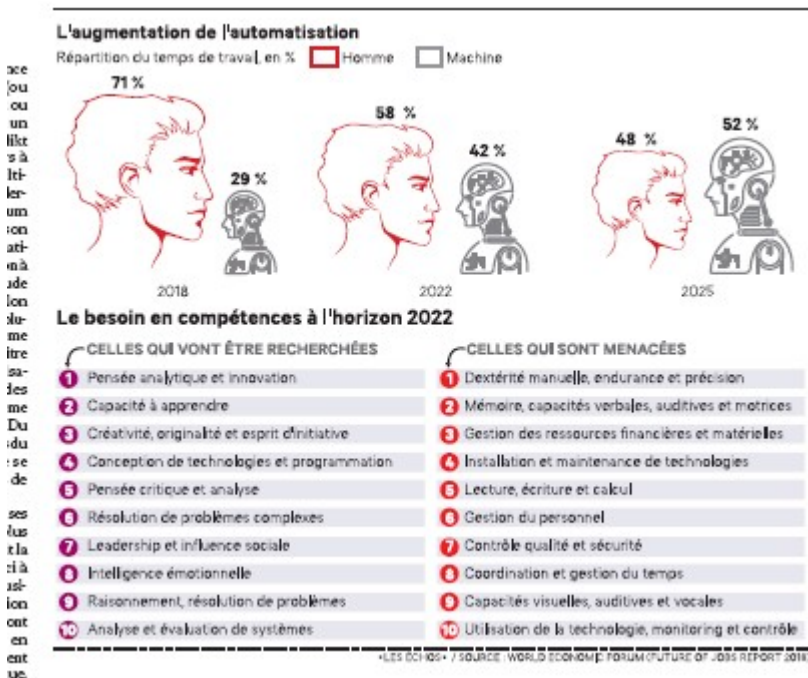 L'augmentation de l'automatisation
Répartition du temps de travail, en % Homme Machine
71 %
29 %
2018
58 %
42 %
2022
48 %
52 %
2025
Le besoin en compétences à l'horizon 2022
CELLES QUI VONT ÊTRE RECHERCHÉES
1 Pensée analytique et innovation
2 Capacité à apprendre
3 Créativité, originalité et esprit d'initiative
4 Conception de technologies et programmation
5 Pensée critique et analyse
6 Résolution de problèmes complexes
7 Leadership et influence sociale
8 Intelligence émotionnelle
9 Raisonnement, résolution de problèmes
10 Analyse et évaluation de systèmes
CELLES QUI SONT MENACÉES
1 Dextérité manuelle, endurance et précision
2 Mémoire, capacités verbales, auditives et motrices
3 Gestion des ressources financières et matérielles
4 Installation et maintenance de technologies
5 Lecture, écriture et calcul
6 Gestion du personnel
7 Contrôle qualité et sécurité
8 Coordination et gestion du temps
9 Capacités visuelles, auditives et vocales
10 Utilisation de la technologie, monitoring et contrôle
«LES ÉCHOS» / SOURCE : WORLD ECONOMIC FORUM (FUTURE OF JOBS REPORT 2018)